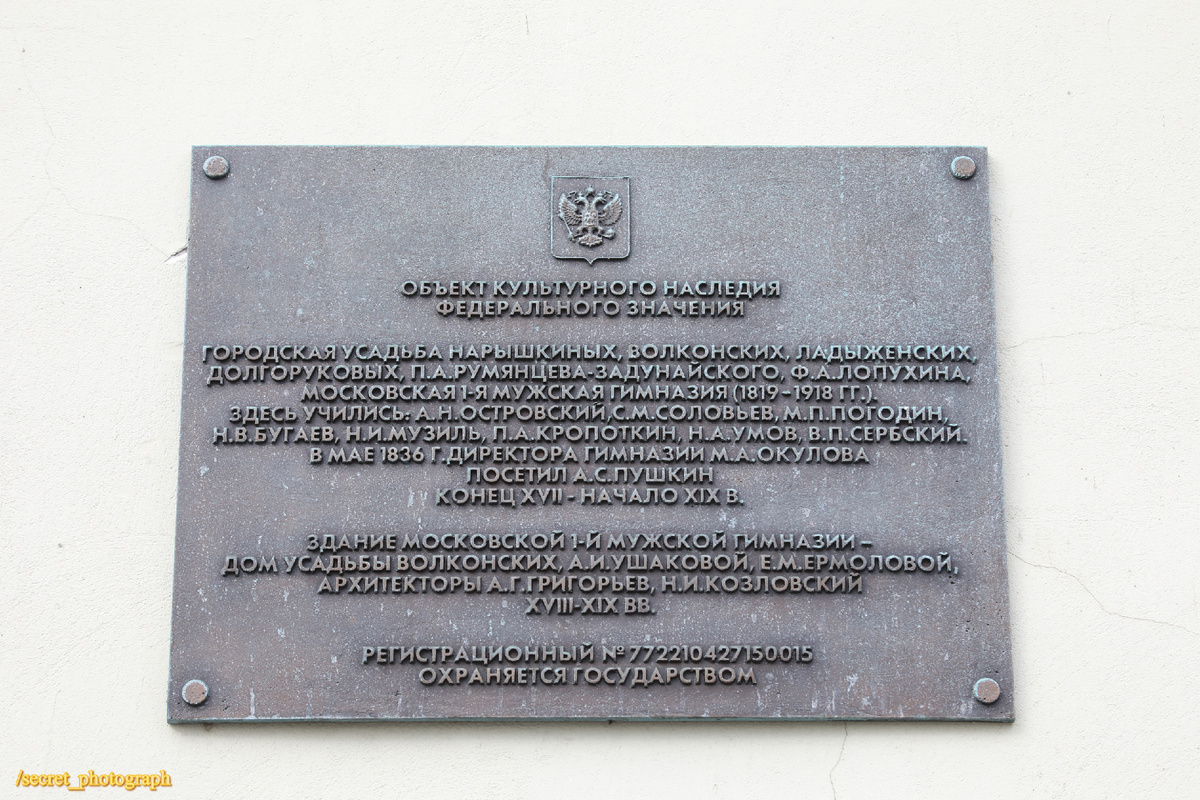 ОБЪЕКТ КУЛЬТУРНОГО НАСЛЕДИЯ
ФЕДЕРАЛЬНОГО ЗНАЧЕНИЯ
ГОРОДСКАЯ УСАДЬБА НАРЫШКИНЫХ, ВОЛКОНСКИХ, ЛАДЫЖЕНСКИХ,
ДОЛГОРУКОВЫХ, П.А.РУМЯНЦЕВА-ЗАДУНАЙСКОГО, Ф.А.ЛОПУХИНА,
МОСКОВСКАЯ 1-Я МУЖСКАЯ ГИМНАЗИЯ (1819-1918 ГГ.).
ЗДЕСЬ УЧИЛИСЬ: А.Н.ОСТРОВСКИЙ,С.М.СОЛОВЬЕВ, М.П.ПОГОДИН,
Н.В.БУГАЕВ, Н.И.МУЗИЛЬ, П.А.КРОПОТКИН, Н.А.УМОВ, В.П.СЕРБСКИЙ.
В МАЕ 1836 Г.ДИРЕКТОРА ГИМНАЗИИ М.А.ОКУЛОВА
ПОСЕТИЛ А.С.ПУШКИН
КОНЕЦ XVII - НАЧАЛО XIX В.
ЗДАНИЕ МОСКОВСКОЙ 1-Й МУЖСКОЙ ГИМНАЗИИ –
ДОМ УСАДЬБЫ ВОЛКОНСКИХ, А.И.УШАКОВОЙ, Е.М.ЕРМОЛОВОЙ,
АРХИТЕКТОРЫ А.Г.ГРИГОРЬЕВ, Н.И.КОЗЛОВСКИЙ
XVIII-XIX ВВ.
РЕГИСТРАЦИОННЫЙ № 772210427150015
ОХРАНЯЕТСЯ ГОСУДАРСТВОМ
/secret_photograph